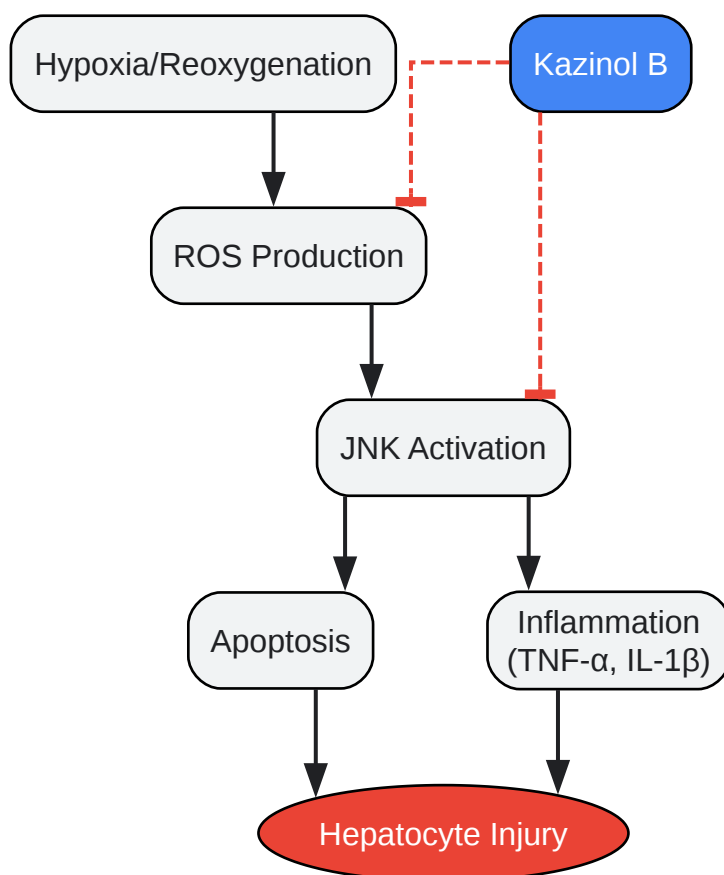 Hypoxia/Reoxygenation
Kazinol B
ROS Production
JNK Activation
Apoptosis
Inflammation
(TNF-α, IL-1β)
Hepatocyte Injury